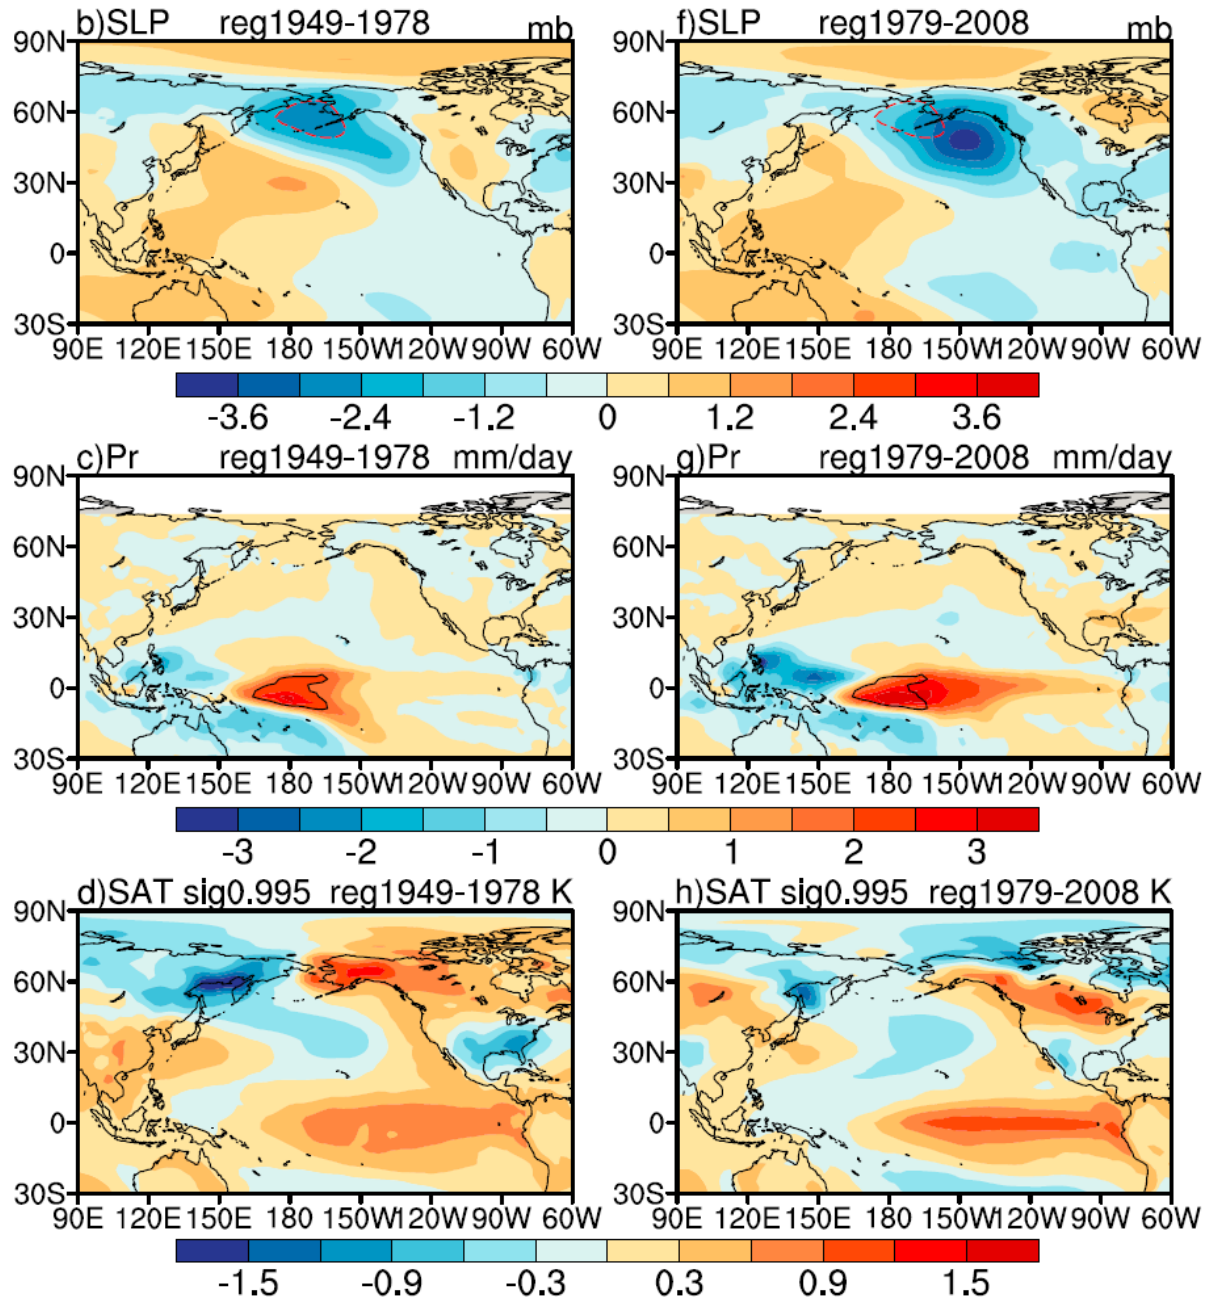 b)SLP reg1949-1978 mb f)SLP reg1979-2008 mb
90N
60N 60N
30N 30N
0 0
30S 30S
90E 120E 150E 180 150W 120W 90W 60W 90E 120E 150E 180 150W 120W 90W 60W
-3.6 -2.4 -1.2 0 1.2 2.4 3.6
c)Pr reg1949-1978 mm/day g)Pr reg1979-2008 mm/day
90N 90N
60N 60N
30N 30N
0 0
30S 30S
90E 120E 150E 180 150W 120W 90W 60W 90E 120E 150E 180 150W 120W 90W 60W
-3 -2 -1 0 1 2 3
d)SAT sig0.995 reg1949-1978 K h)SAT sig0.995 reg1979-2008 K
90N 90N
60N 60N
30N 30N
0 0
30S 30S
90E 120E 150E 180 150W 120W 90W 60W 90E 120E 150E 180 150W 120W 90W 60W
-1.5 -0.9 -0.3 0.3 0.9 1.5